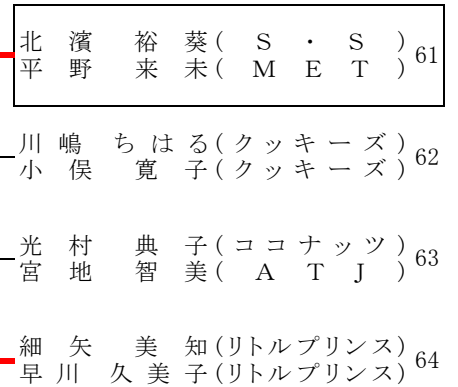 北濱 裕葵(S・S) 61
平野 来未(MET)
川嶋 ちはる(クッキーズ) 62
小俣 寛子(クッキーズ)
光村 典子(ココナッツ) 63
宮地 智美(ATJ)
細矢 美知(リトルプリンス) 64
早川 久美子(リトルプリンス)